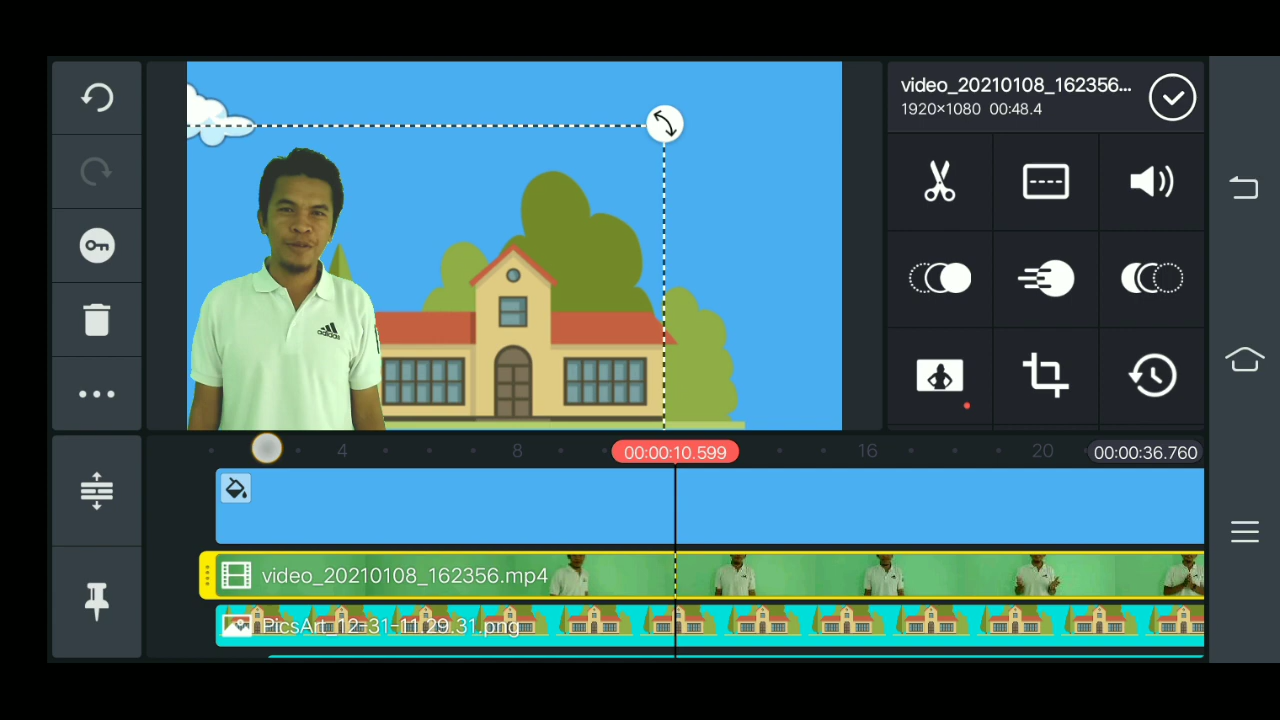 video_20210108_162356...
1920×1080 00:48.4
adidas
4
8
00:00:10.599
16
20
00:00:36.760
video_20210108_162356.mp4
PicsArt_12-31-11.29.31.png